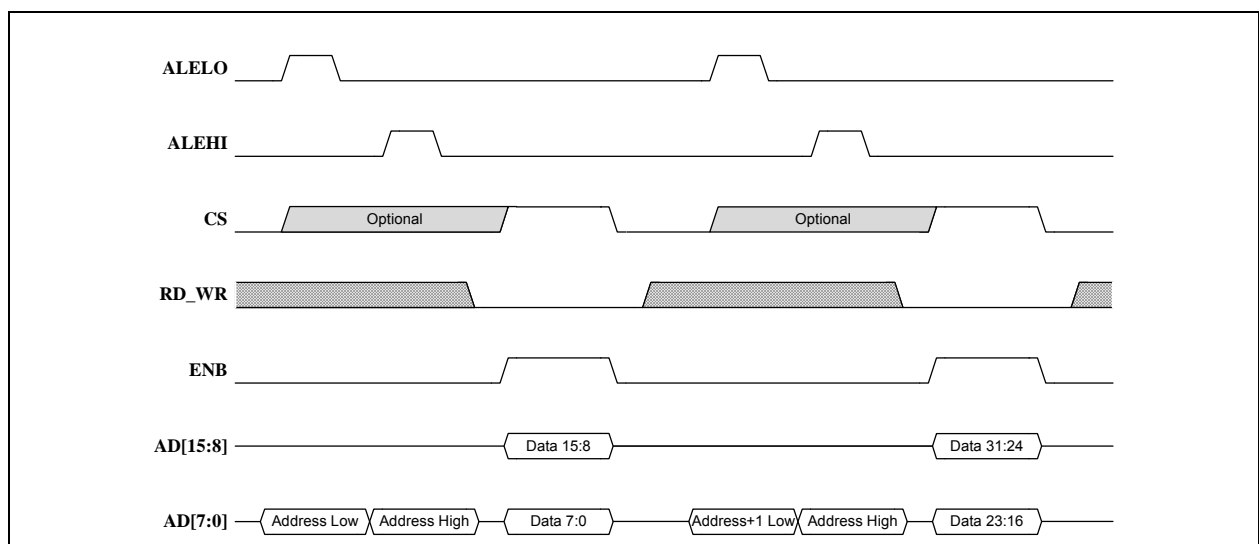 ALELO
ALEHI
CS Optional Optional
RD_WR
ENB
AD[15:8] Data 15:8 Data 31:24
AD[7:0] Address Low Address High Data 7:0 Address+1 Low Address High Data 23:16